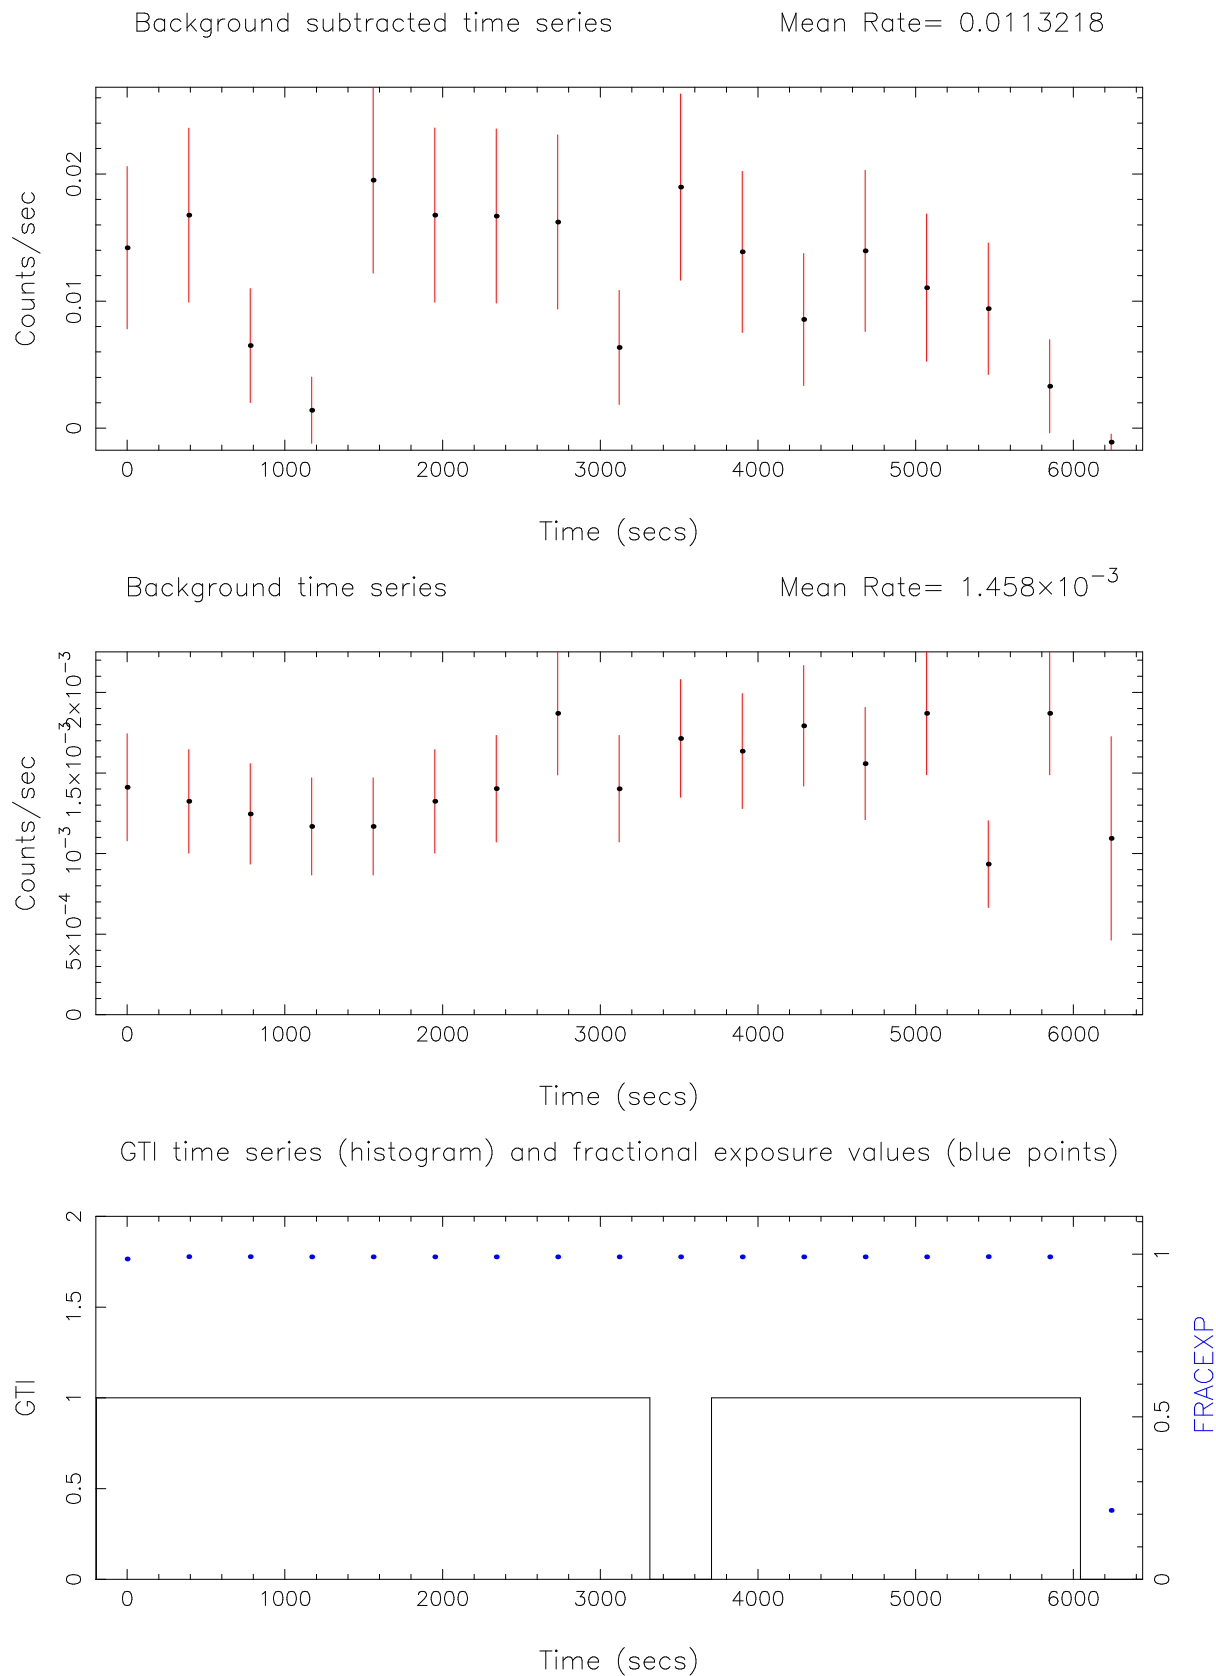 Background subtracted time series Mean Rate= 0.0113218
Counts/sec
0 0.01 0.02
0 1000 2000 3000 4000 5000 6000
Time (secs)
Background time series Mean Rate= 1.458×10⁻³
Counts/sec
0 5×10⁻⁴ 10⁻³ 1.5×10⁻³ 2×10⁻³
0 1000 2000 3000 4000 5000 6000
Time (secs)
GTI time series (histogram) and fractional exposure values (blue points)
GTI
0 0.5 1 1.5 2
0 0.5 1
FRACEXP
0 1000 2000 3000 4000 5000 6000
Time (secs)